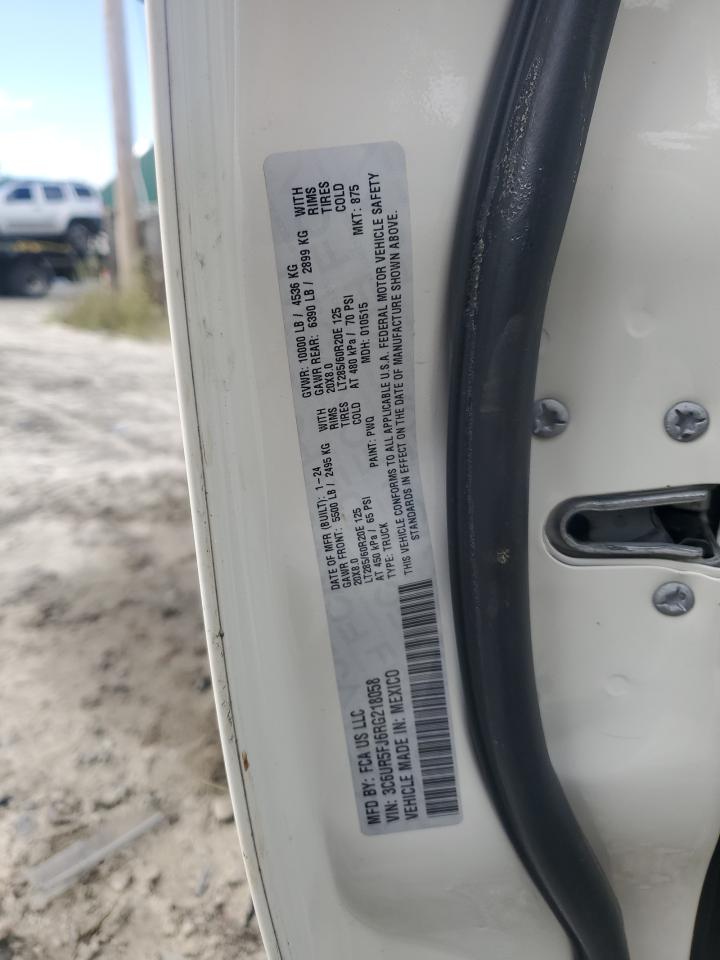 MFD BY: FCA US LLC
DATE OF MFR (BUILT): 1-24
GVWR: 10000 LB / 4536 KG
GAWR FRONT: 5500 LB / 2495 KG WITH
20X8.0 RIMS
LT285/60R20E 125 TIRES
AT 450 kPa / 65 PSI COLD
GAWR REAR: 6390 LB / 2899 KG WITH
20X8.0 RIMS
LT285/60R20E 125 TIRES
AT 480 kPa / 70 PSI COLD
TYPE: TRUCK PAINT: PWQ MDH: 010515 MKT: 875
THIS VEHICLE CONFORMS TO ALL APPLICABLE U.S.A. FEDERAL MOTOR VEHICLE SAFETY
STANDARDS IN EFFECT ON THE DATE OF MANUFACTURE SHOWN ABOVE.
VIN: 3C6UR5FJ6RG218058
VEHICLE MADE IN: MEXICO